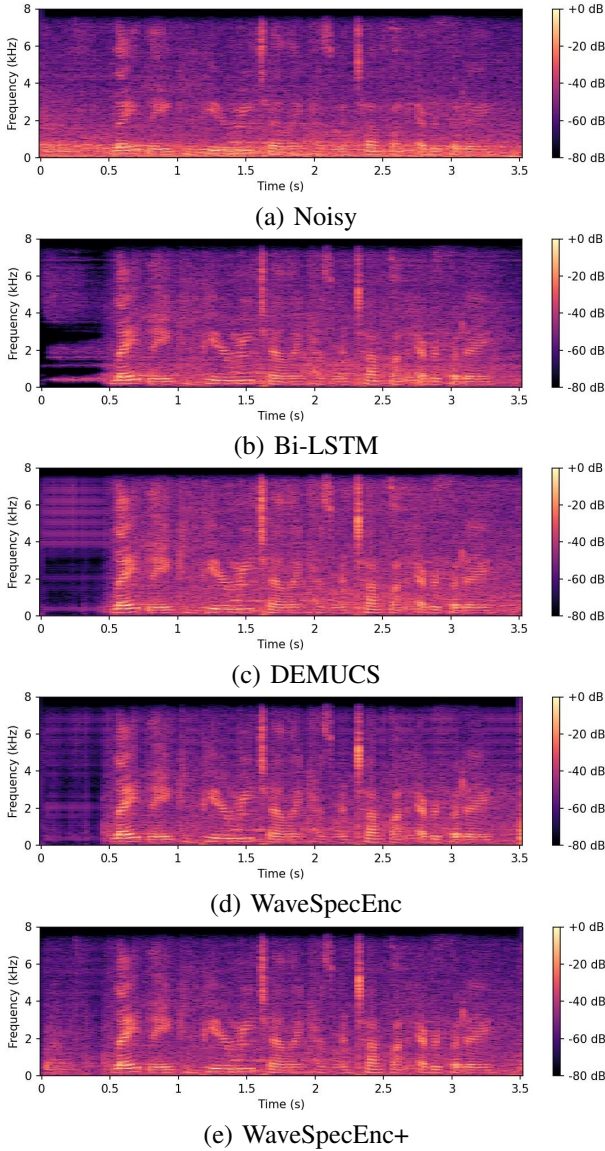 8
6
4
2
0
Frequency (kHz)
0 0.5 1 1.5 2 2.5 3 3.5
Time (s)
+0 dB
-20 dB
-40 dB
-60 dB
-80 dB
(a) Noisy
8
6
4
2
0
Frequency (kHz)
0 0.5 1 1.5 2 2.5 3 3.5
Time (s)
+0 dB
-20 dB
-40 dB
-60 dB
-80 dB
(b) Bi-LSTM
8
6
4
2
0
Frequency (kHz)
0 0.5 1 1.5 2 2.5 3 3.5
Time (s)
+0 dB
-20 dB
-40 dB
-60 dB
-80 dB
(c) DEMUCS
8
6
4
2
0
Frequency (kHz)
0 0.5 1 1.5 2 2.5 3 3.5
Time (s)
+0 dB
-20 dB
-40 dB
-60 dB
-80 dB
(d) WaveSpecEnc
8
6
4
2
0
Frequency (kHz)
0 0.5 1 1.5 2 2.5 3 3.5
Time (s)
+0 dB
-20 dB
-40 dB
-60 dB
-80 dB
(e) WaveSpecEnc+